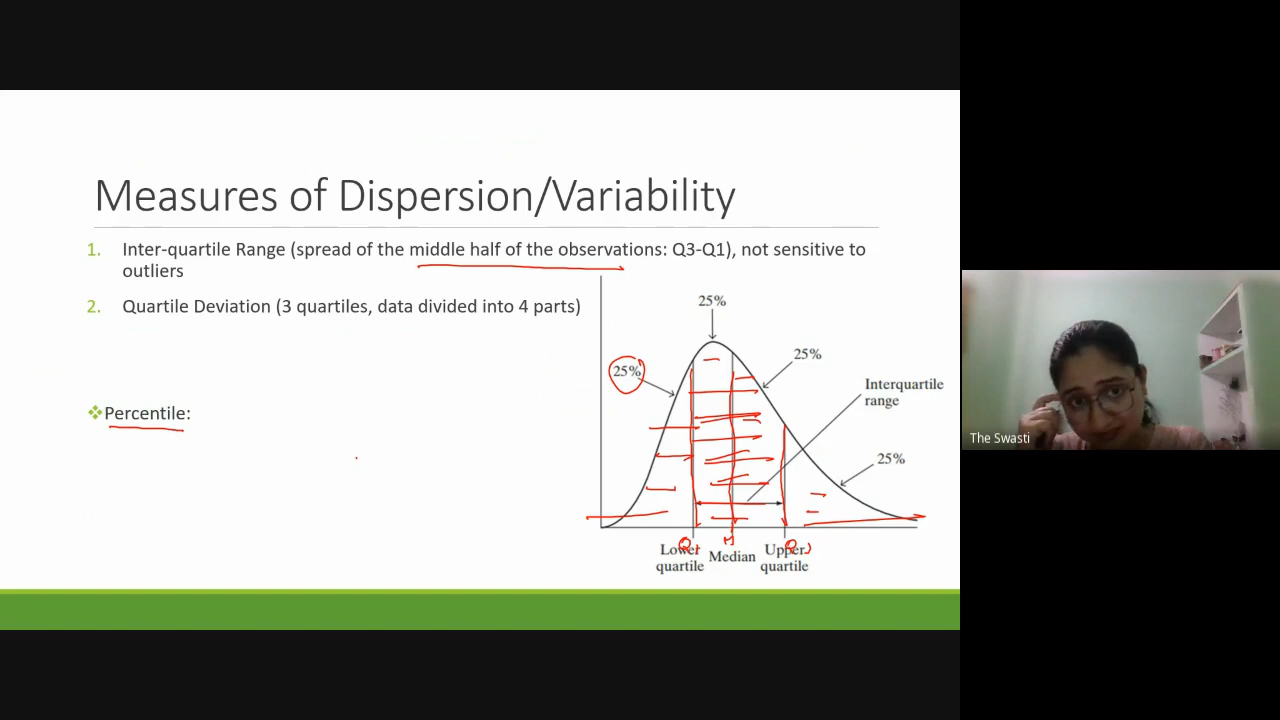 Measures of Dispersion/Variability
1. Inter-quartile Range (spread of the middle half of the observations: Q3-Q1), not sensitive to
outliers
2. Quartile Deviation (3 quartiles, data divided into 4 parts)
❖Percentile:
25%
25%
25%
Interquartile
range
25%
Q1
M
Lower
quartile
Median
Upper
quartile
The Swasti